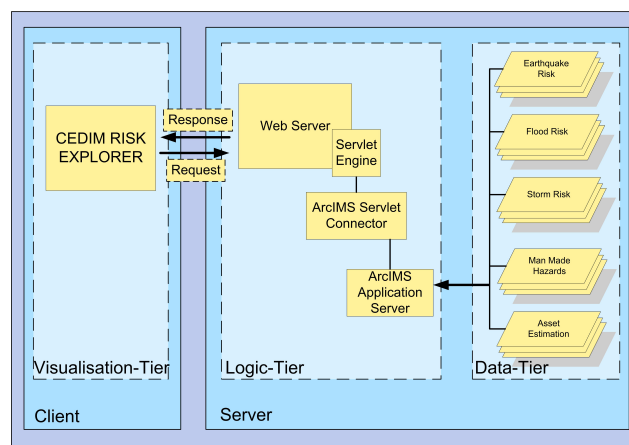 CEDIM RISK
EXPLORER
Response
Request
Visualisation-Tier
Client
Web Server
Servlet
Engine
ArcIMS Servlet
Connector
ArcIMS
Application
Server
Logic-Tier
Server
Earthquake
Risk
Flood Risk
Storm Risk
Man Made
Hazards
Asset
Estimation
Data-Tier